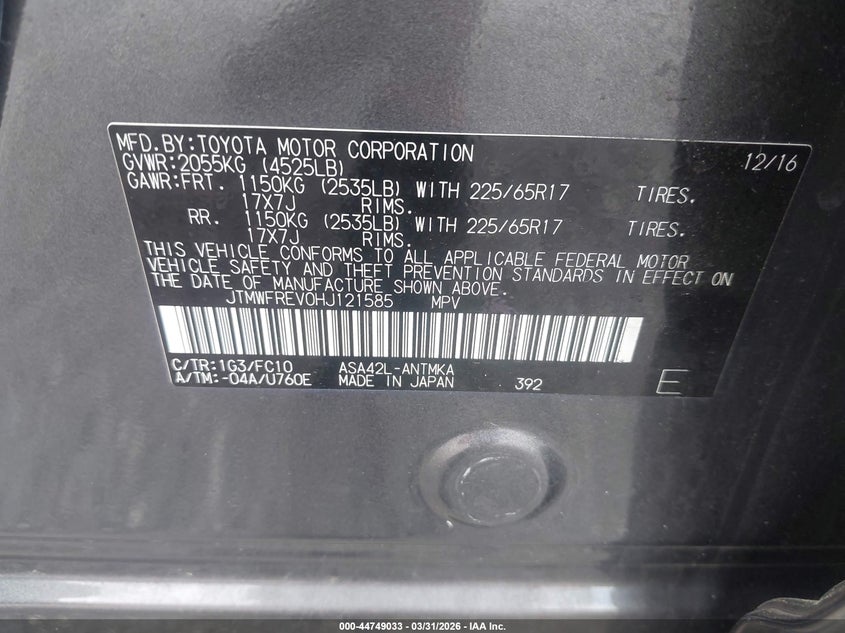 MFD.BY:TOYOTA MOTOR CORPORATION 12/16
GVWR:2055KG (4525LB)
GAWR:FRT. 1150KG (2535LB) WITH 225/65R17 TIRES.
17X7J RIMS.
RR. 1150KG (2535LB) WITH 225/65R17 TIRES.
17X7J RIMS.
THIS VEHICLE CONFORMS TO ALL APPLICABLE FEDERAL MOTOR
VEHICLE SAFETY AND THEFT PREVENTION STANDARDS IN EFFECT ON
THE DATE OF MANUFACTURE SHOWN ABOVE.
JTMWFREV0HJ121585 MPV
C/TR:1G3/FC10 ASA42L-ANTMKA
A/TM:-04A/U760E MADE IN JAPAN 392 E
000-44749033 - 03/31/2026 - IAA Inc.